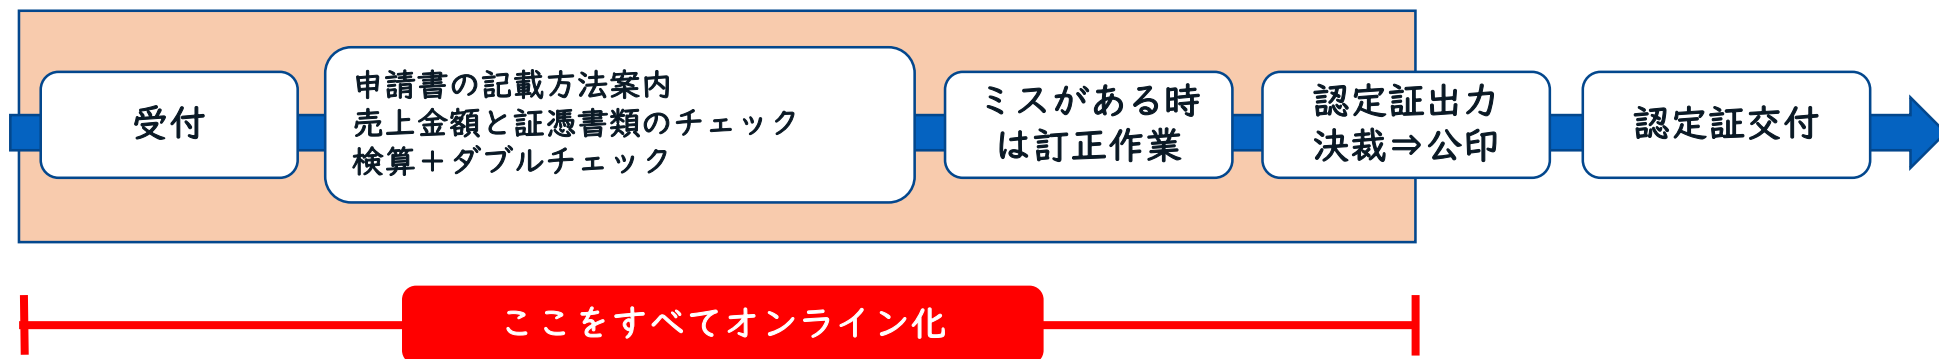 受付
申請書の記載方法案内
売上金額と証憑書類のチェック
検算＋ダブルチェック
ミスがある時
は訂正作業
認定証出力
決裁⇒公印
認定証交付
ここをすべてオンライン化